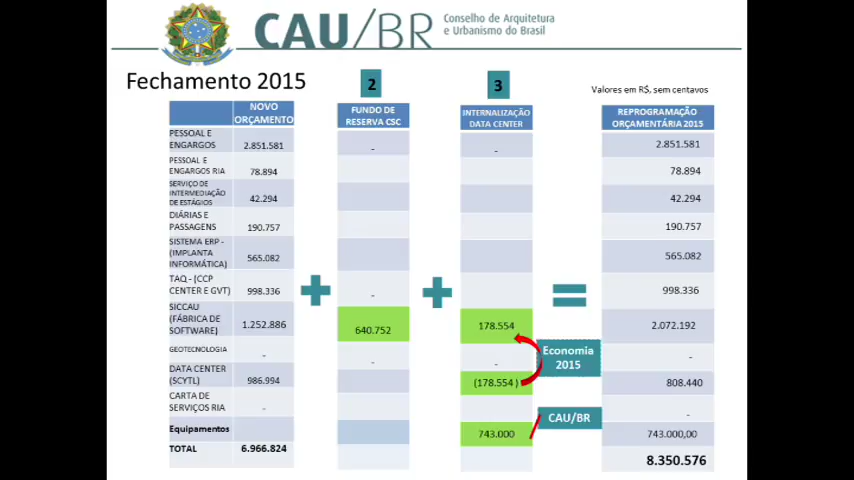 CAU/BR
Conselho de Arquitetura
e Urbanismo do Brasil
Fechamento 2015
2
3
Valores em R$, sem centavos
NOVO
ORÇAMENTO
FUNDO DE
RESERVA CSC
INTERNALIZAÇÃO
DATA CENTER
REPROGRAMAÇÃO
ORÇAMENTÁRIA 2015
PESSOAL E
ENGARGOS
2.851.581
-
-
2.851.581
PESSOAL E
ENGARGOS RIA
78.894
78.894
SERVIÇO DE
INTERMEDIAÇÃO
DE ESTÁGIOS
42.294
42.294
DIÁRIAS E
PASSAGENS
190.757
190.757
SISTEMA ERP -
(IMPLANTA
INFORMÁTICA)
565.082
565.082
TAQ - (CCP
CENTER E GVT)
998.336
-
998.336
+
+
=
SICCAU
(FÁBRICA DE
SOFTWARE)
1.252.886
640.752
178.554
2.072.192
GEOTECNOLOGIA
-
-
-
-
Economia
2015
DATA CENTER
(SCYTL)
986.994
(178.554 )
808.440
CARTA DE
SERVIÇOS RIA
-
-
CAU/BR
Equipamentos
743.000
743.000,00
TOTAL
6.966.824
8.350.576